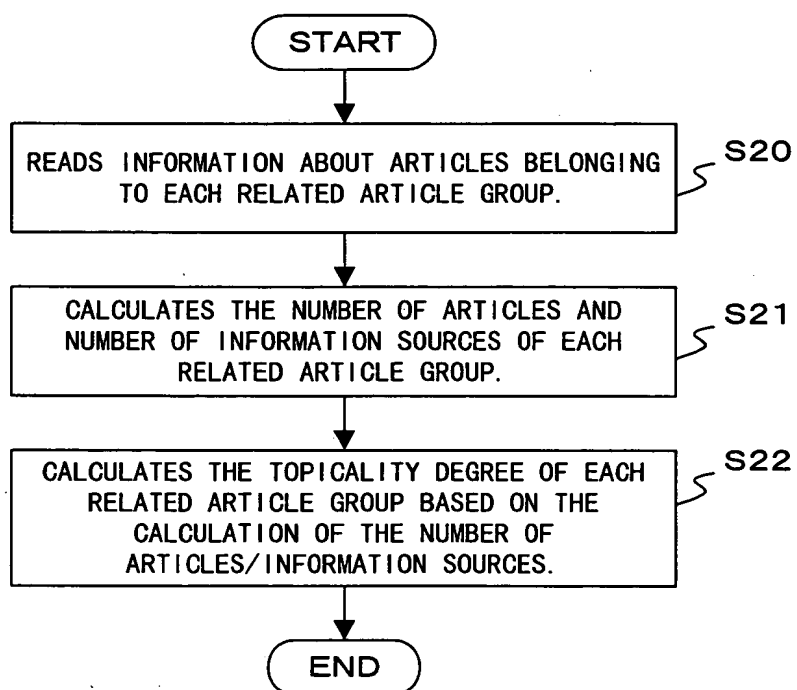 START
READS INFORMATION ABOUT ARTICLES BELONGING
TO EACH RELATED ARTICLE GROUP.
S20
CALCULATES THE NUMBER OF ARTICLES AND
NUMBER OF INFORMATION SOURCES OF EACH
RELATED ARTICLE GROUP.
S21
CALCULATES THE TOPICALITY DEGREE OF EACH
RELATED ARTICLE GROUP BASED ON THE
CALCULATION OF THE NUMBER OF
ARTICLES/INFORMATION SOURCES.
S22
END